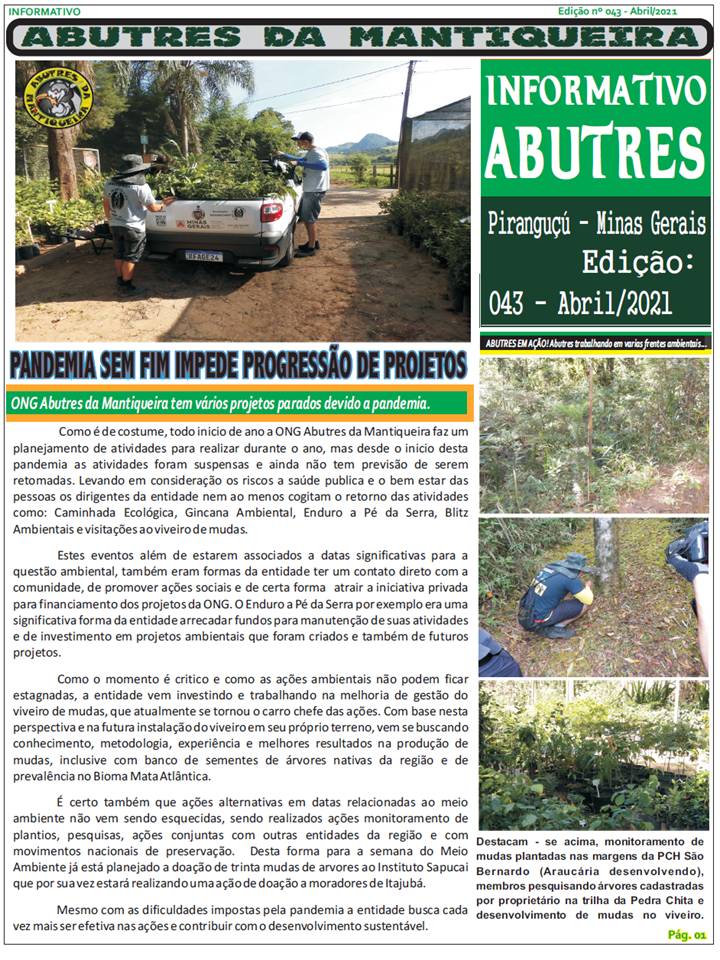 INFORMATIVO
Edição nº 043 - Abril/2021
ABUTRES DA MANTIQUEIRA
ABUTRES DA MANTIQUEIRA
MINAS GERAIS
INFORMATIVO
ABUTRES
Piranguçú - Minas Gerais
Edição:
043 - Abril/2021
PANDEMIA SEM FIM IMPEDE PROGRESSÃO DE PROJETOS
ONG Abutres da Mantiqueira tem vários projetos parados devido a pandemia.
Como é de costume, todo inicio de ano a ONG Abutres da Mantiqueira faz um
planejamento de atividades para realizar durante o ano, mas desde o inicio desta
pandemia as atividades foram suspensas e ainda não tem previsão de serem
retomadas. Levando em consideração os riscos a saúde publica e o bem estar das
pessoas os dirigentes da entidade nem ao menos cogitam o retorno das atividades
como: Caminhada Ecológica, Gincana Ambiental, Enduro a Pé da Serra, Blitz
Ambientais e visitações ao viveiro de mudas.
Estes eventos além de estarem associados a datas significativas para a
questão ambiental, também eram formas da entidade ter um contato direto com a
comunidade, de promover ações sociais e de certa forma atrair a iniciativa privada
para financiamento dos projetos da ONG. O Enduro a Pé da Serra por exemplo era uma
significativa forma da entidade arrecadar fundos para manutenção de suas atividades
e de investimento em projetos ambientais que foram criados e também de futuros
projetos.
Como o momento é critico e como as ações ambientais não podem ficar
estagnadas, a entidade vem investindo e trabalhando na melhoria de gestão do
viveiro de mudas, que atualmente se tornou o carro chefe das ações. Com base nesta
perspectiva e na futura instalação do viveiro em seu próprio terreno, vem se buscando
conhecimento, metodologia, experiência e melhores resultados na produção de
mudas, inclusive com banco de sementes de árvores nativas da região e de
prevalência no Bioma Mata Atlântica.
É certo também que ações alternativas em datas relacionadas ao meio
ambiente não vem sendo esquecidas, sendo realizados ações monitoramento de
plantios, pesquisas, ações conjuntas com outras entidades da região e com
movimentos nacionais de preservação. Desta forma para a semana do Meio
Ambiente já está planejado a doação de trinta mudas de arvores ao Instituto Sapucai
que por sua vez estará realizando uma ação de doação a moradores de Itajubá.
Mesmo com as dificuldades impostas pela pandemia a entidade busca cada
vez mais ser efetiva nas ações e contribuir com o desenvolvimento sustentável.
ABUTRES EM AÇÃO! Abutres trabalhando em varias frentes ambientais...
Destacam - se acima, monitoramento de
mudas plantadas nas margens da PCH São
Bernardo (Araucária desenvolvendo),
membros pesquisando árvores cadastradas
por proprietário na trilha da Pedra Chita e
desenvolvimento de mudas no viveiro.
Pág. 01